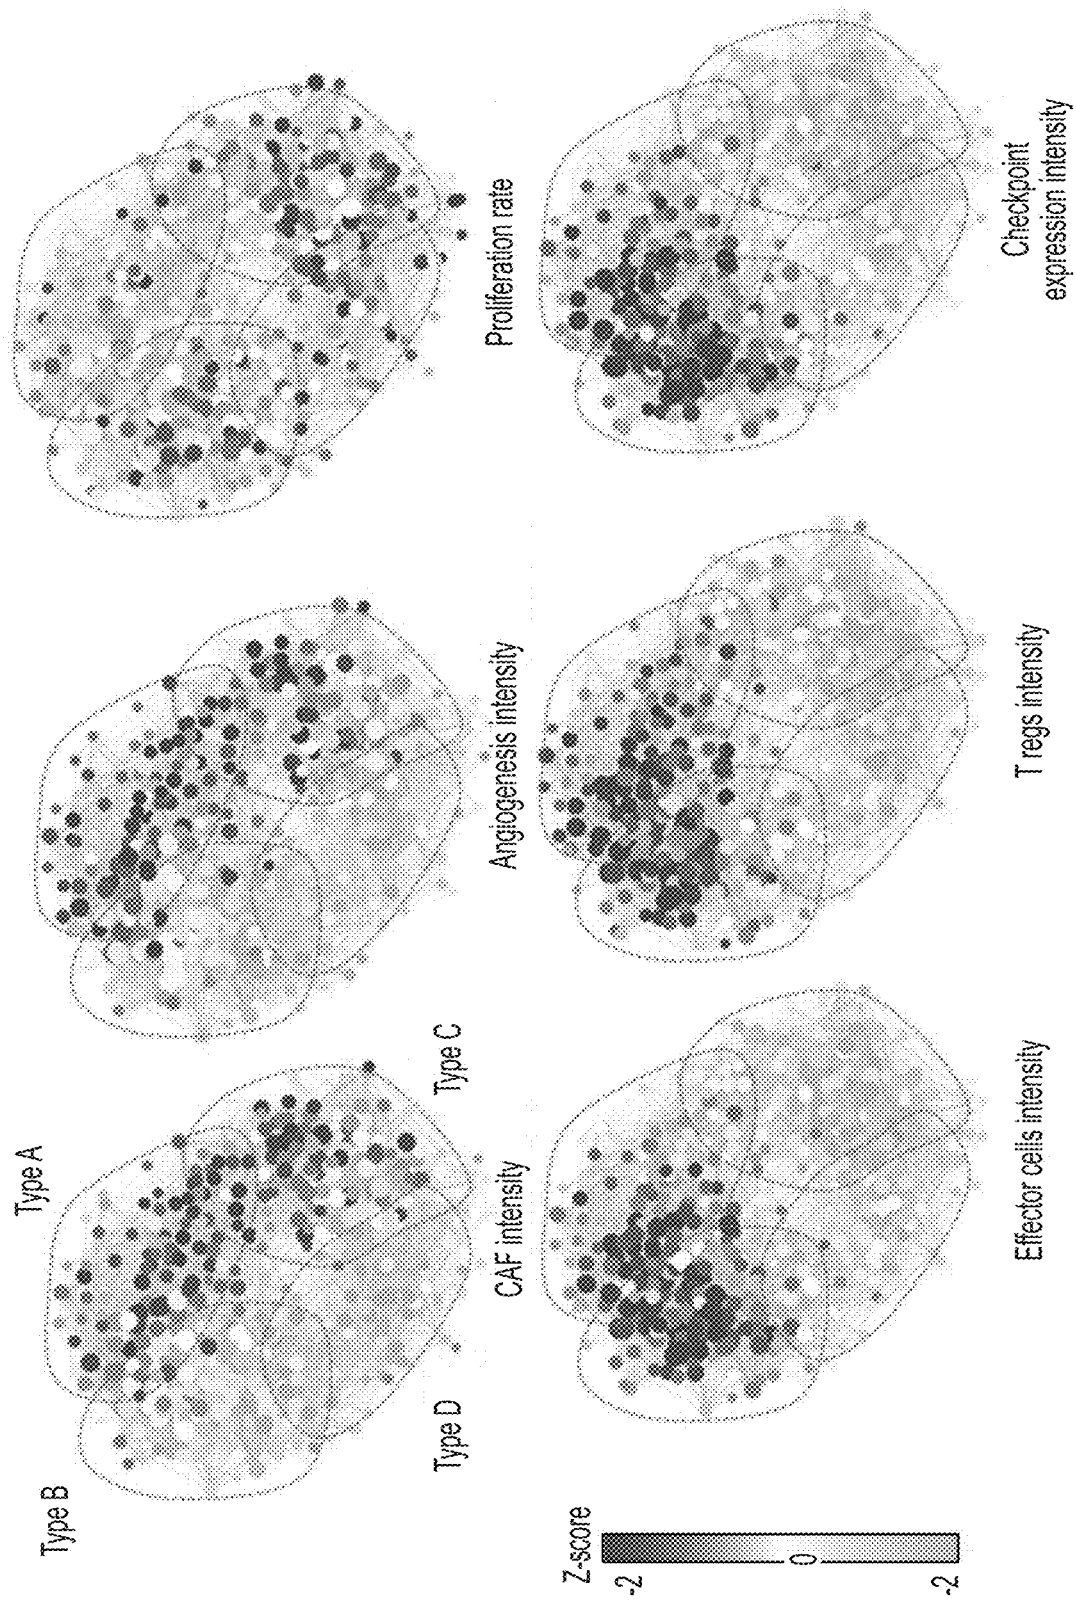 Type A
Type B
Type C
Type D
CAF intensity
Angiogenesis intensity
Proliferation rate
Z-score
-2
0
-2
Effector cells intensity
T regs intensity
Checkpoint
expression intensity